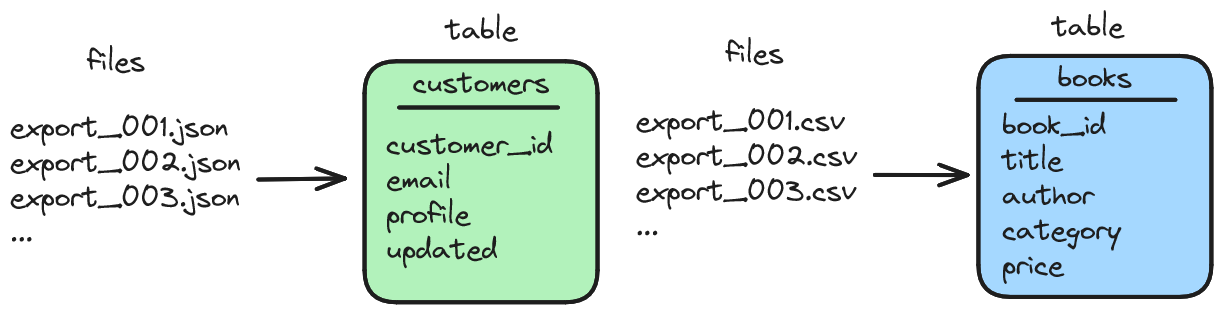 files
export_001.json
export_002.json
export_003.json
...
table
customers
customer_id
email
profile
updated
files
export_001.csv
export_002.csv
export_003.csv
...
table
books
book_id
title
author
category
price